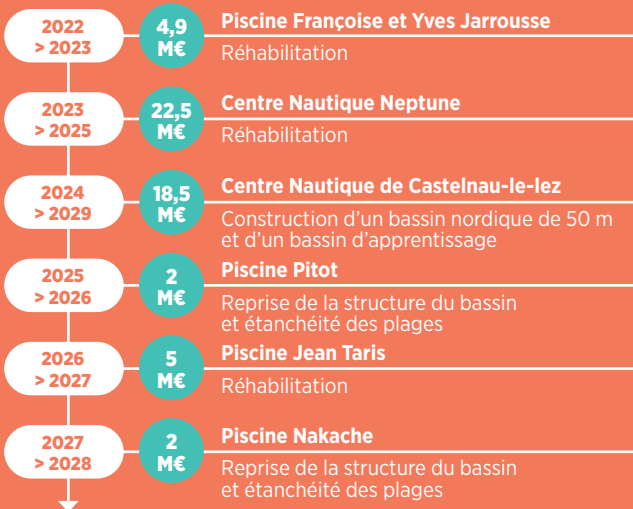 2022
> 2023
4,9
M€
Piscine Françoise et Yves Jarrousse
Réhabilitation
2023
> 2025
22,5
M€
Centre Nautique Neptune
Réhabilitation
2024
> 2029
18,5
M€
Centre Nautique de Castelnau-le-lez
Construction d'un bassin nordique de 50 m
et d'un bassin d'apprentissage
2025
> 2026
2
M€
Piscine Pitot
Reprise de la structure du bassin
et étanchéité des plages
2026
> 2027
5
M€
Piscine Jean Taris
Réhabilitation
2027
> 2028
2
M€
Piscine Nakache
Reprise de la structure du bassin
et étanchéité des plages